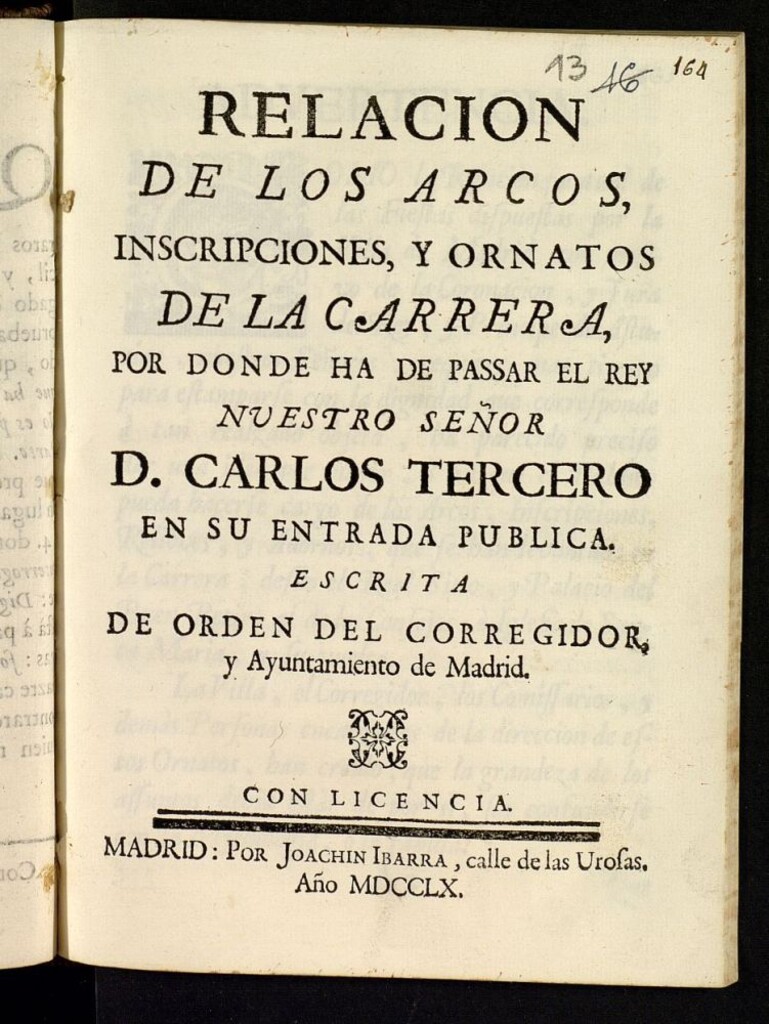 13 16 164
RELACION
DE LOS ARCOS,
INSCRIPCIONES, Y ORNATOS
DE LA CARRERA,
POR DONDE HA DE PASSAR EL REY
NUESTRO SEÑOR
D. CARLOS TERCERO
EN SU ENTRADA PUBLICA.
ESCRITA
DE ORDEN DEL CORREGIDOR,
y Ayuntamiento de Madrid.
CON LICENCIA.
MADRID: POR JOACHIN IBARRA, calle de las Urosas.
Año MDCCLX.